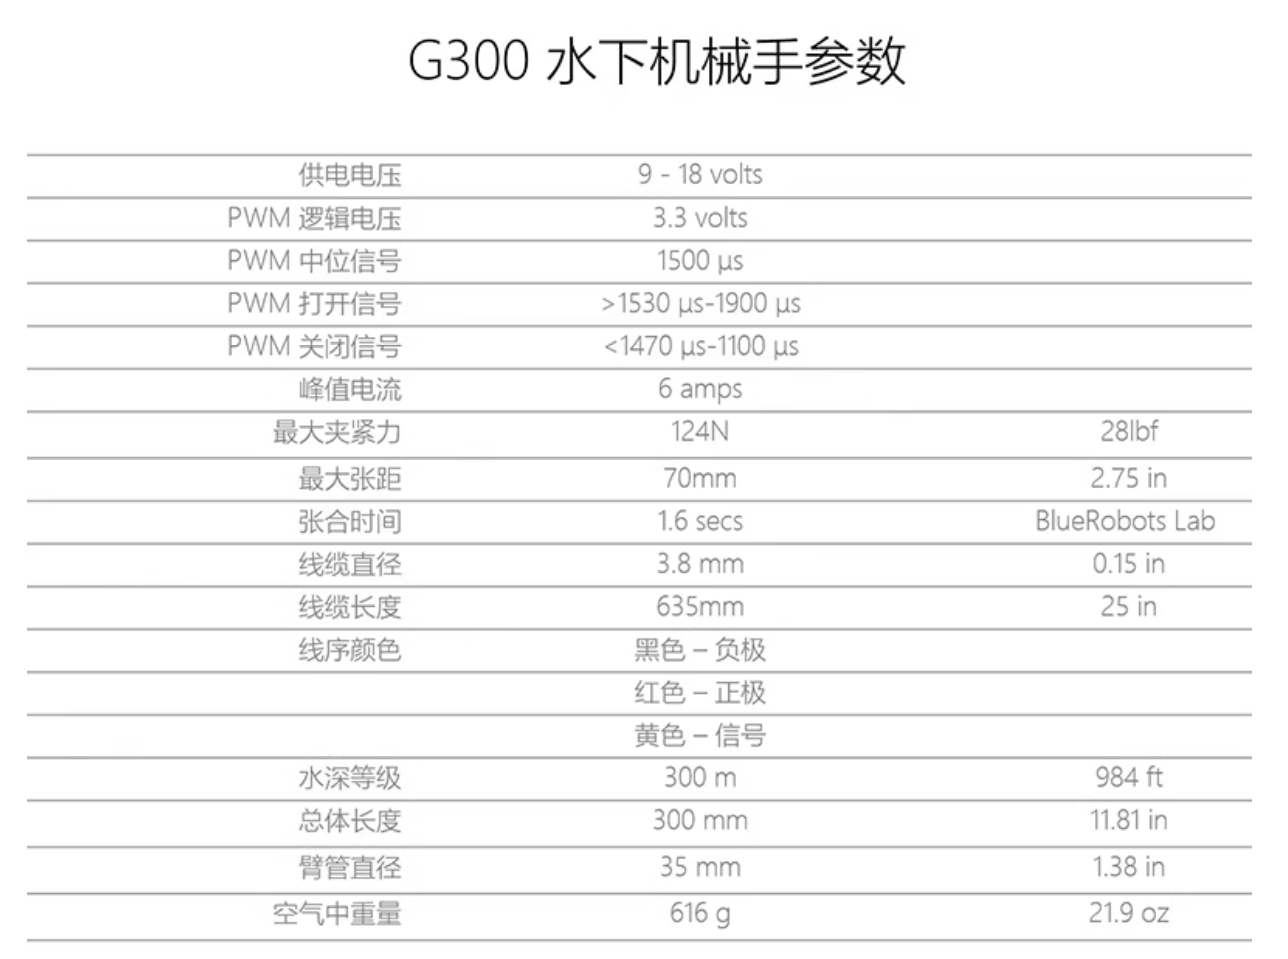 G300 水下机械手参数
供电电压 9 - 18 volts
PWM 逻辑电压 3.3 volts
PWM 中位信号 1500 μs
PWM 打开信号 >1530 μs-1900 μs
PWM 关闭信号 <1470 μs-1100 μs
峰值电流 6 amps
最大夹紧力 124N 28lbf
最大张距 70mm 2.75 in
张合时间 1.6 secs BlueRobots Lab
线缆直径 3.8 mm 0.15 in
线缆长度 635mm 25 in
线序颜色 黑色 – 负极
红色 – 正极
黄色 – 信号
水深等级 300 m 984 ft
总体长度 300 mm 11.81 in
臂管直径 35 mm 1.38 in
空气中重量 616 g 21.9 oz